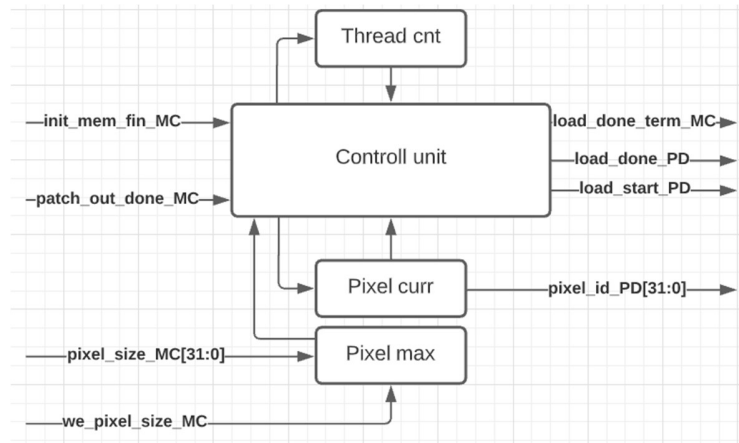 Thread cnt
init_mem_fin_MC
load_done_term_MC
Controll unit
load_done_PD
load_start_PD
patch_out_done_MC
Pixel curr
pixel_id_PD[31:0]
pixel_size_MC[31:0]
Pixel max
we_pixel_size_MC